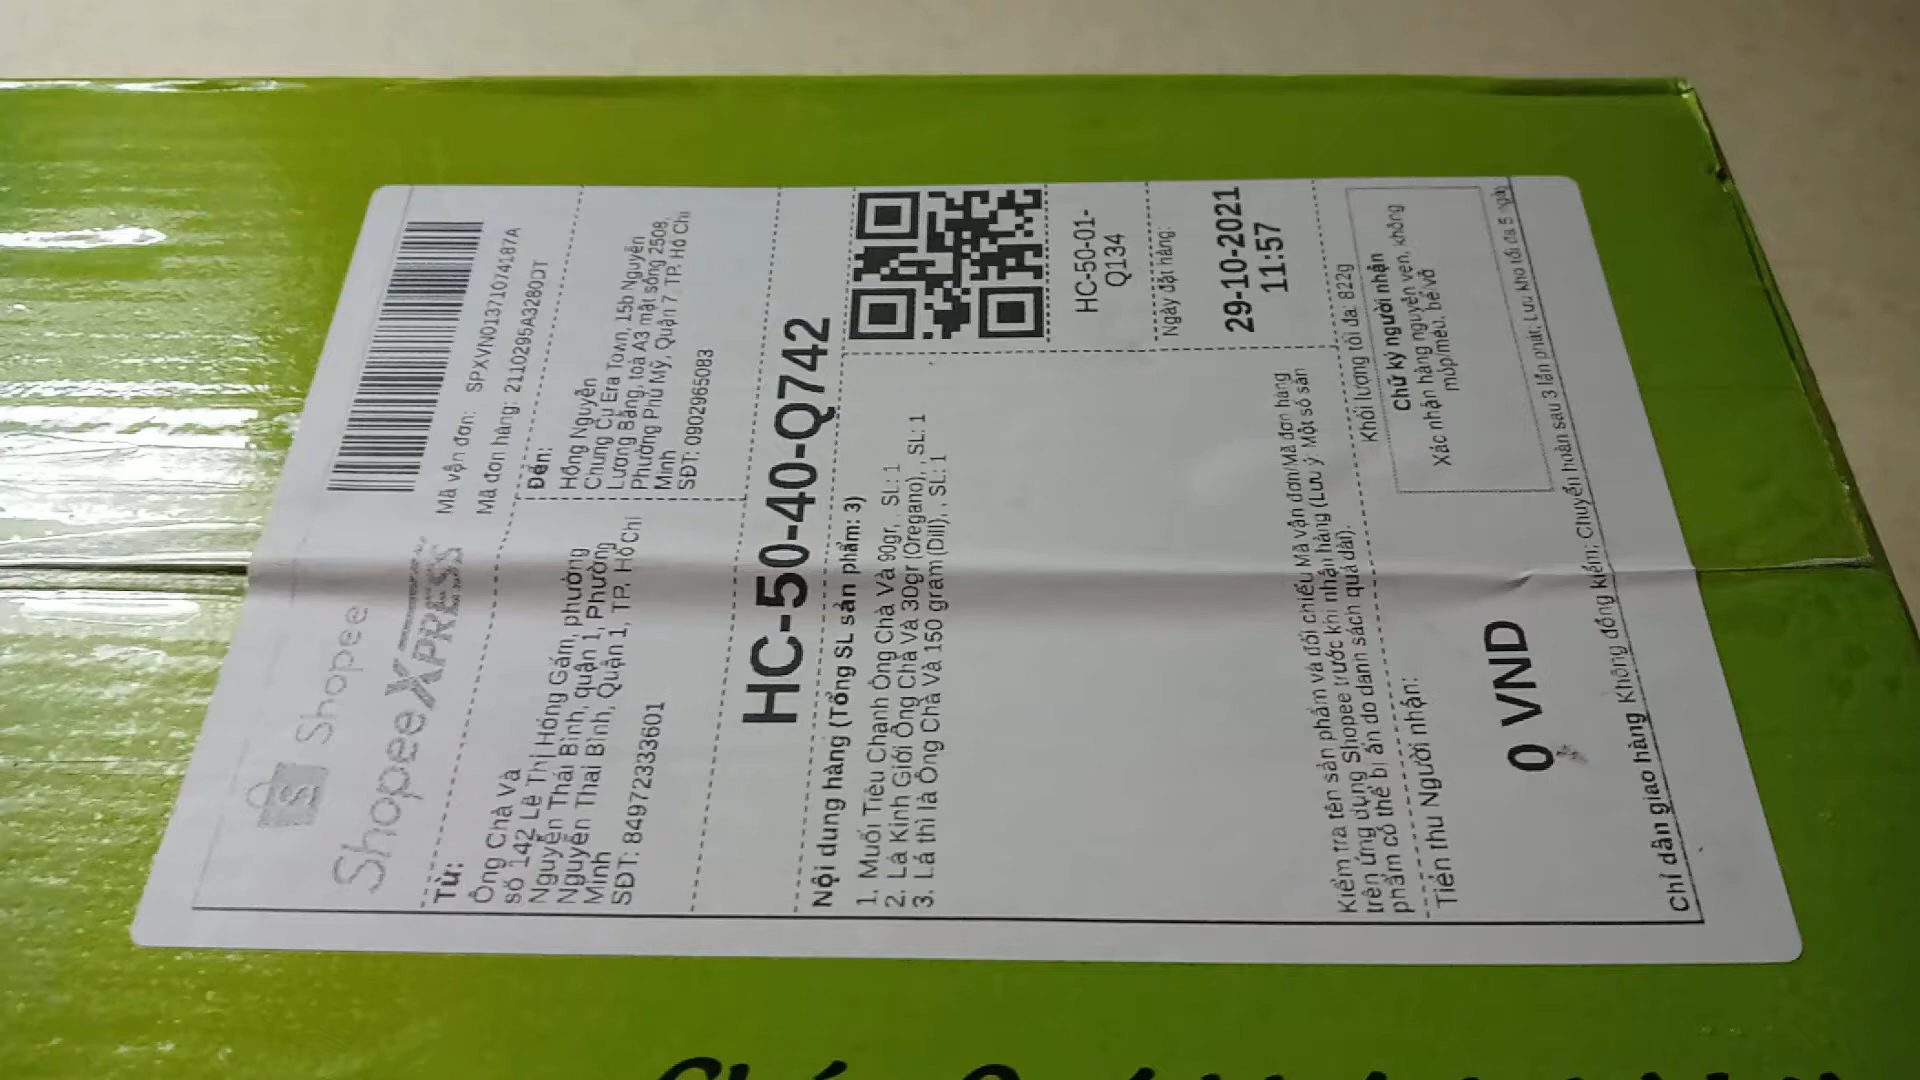 Shopee
Shopee XPRESS
Mã vận đơn: SPXVN01371074187A
Mã đơn hàng: 2110295A3280DT
Từ:
Ông Chà Và
số 142 Lê Thị Hồng Gấm, phường
Nguyễn Thái Bình, quận 1, Phường
Nguyễn Thái Bình, Quận 1, TP. Hồ Chí
Minh
SĐT: 84972333601
Đến:
Hồng Nguyễn
Chung Cư Era Town, 15b Nguyễn
Lương Bằng, toà A3 mặt sông 2508,
Phường Phú Mỹ, Quận 7, TP. Hồ Chí
Minh
SĐT: 0902965083
HC-50-40-Q742
Nội dung hàng (Tổng SL sản phẩm: 3)
1. Muối Tiêu Chanh Ông Chà Và 90gr, . SL: 1
2. Lá Kinh Giới Ông Chà Và 30gr (Oregano), , SL: 1
3. Lá thì là Ông Chà Và 150 gram (Dill), , SL: 1
HC-50-01-
Q134
Ngày đặt hàng:
29-10-2021
11:57
Kiểm tra tên sản phẩm và đối chiếu Mã vận đơn/Mã đơn hàng
trên ứng dụng Shopee trước khi nhận hàng (Lưu ý: Một số sản
phẩm có thể bị ẩn do danh sách quá dài).
Tiền thu Người nhận:
0 VND
Khối lượng tối đa: 822g
Chữ ký người nhận
Xác nhận hàng nguyên vẹn, không
móp/méo, bể/vỡ
Chỉ dẫn giao hàng Không đồng kiểm; Chuyển hoàn sau 3 lần phát; Lưu kho tối đa 5 ngày